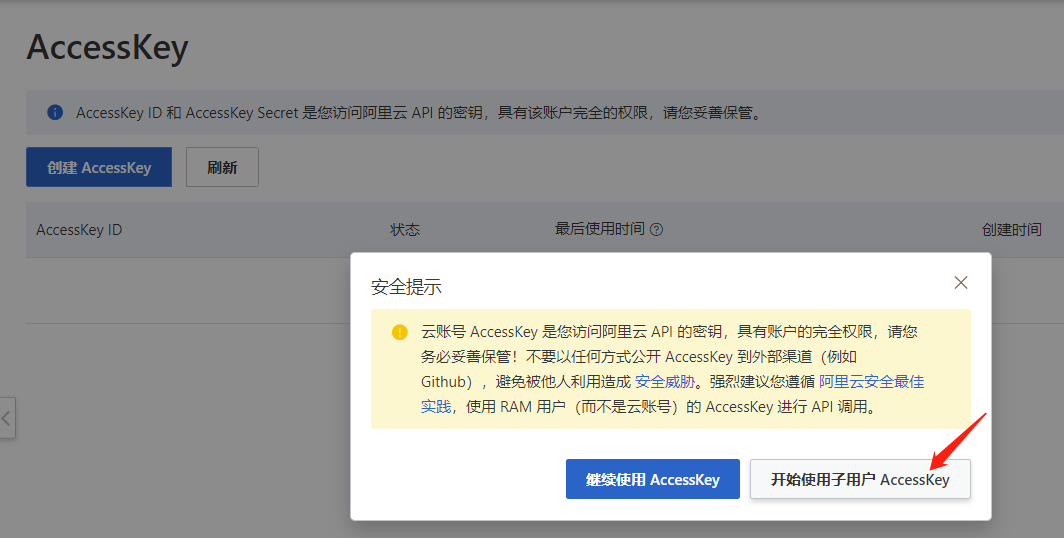 AccessKey
AccessKey ID 和 AccessKey Secret 是您访问阿里云 API 的密钥，具有该账户完全的权限，请您妥善保管。
创建 AccessKey
刷新
AccessKey ID
状态
最后使用时间
创建时间
安全提示
云账号 AccessKey 是您访问阿里云 API 的密钥，具有账户的完全权限，请您
务必妥善保管！不要以任何方式公开 AccessKey 到外部渠道（例如
Github），避免被他人利用造成 安全威胁。强烈建议您遵循 阿里云安全最佳
实践，使用 RAM 用户（而不是云账号）的 AccessKey 进行 API 调用。
继续使用 AccessKey
开始使用子用户 AccessKey